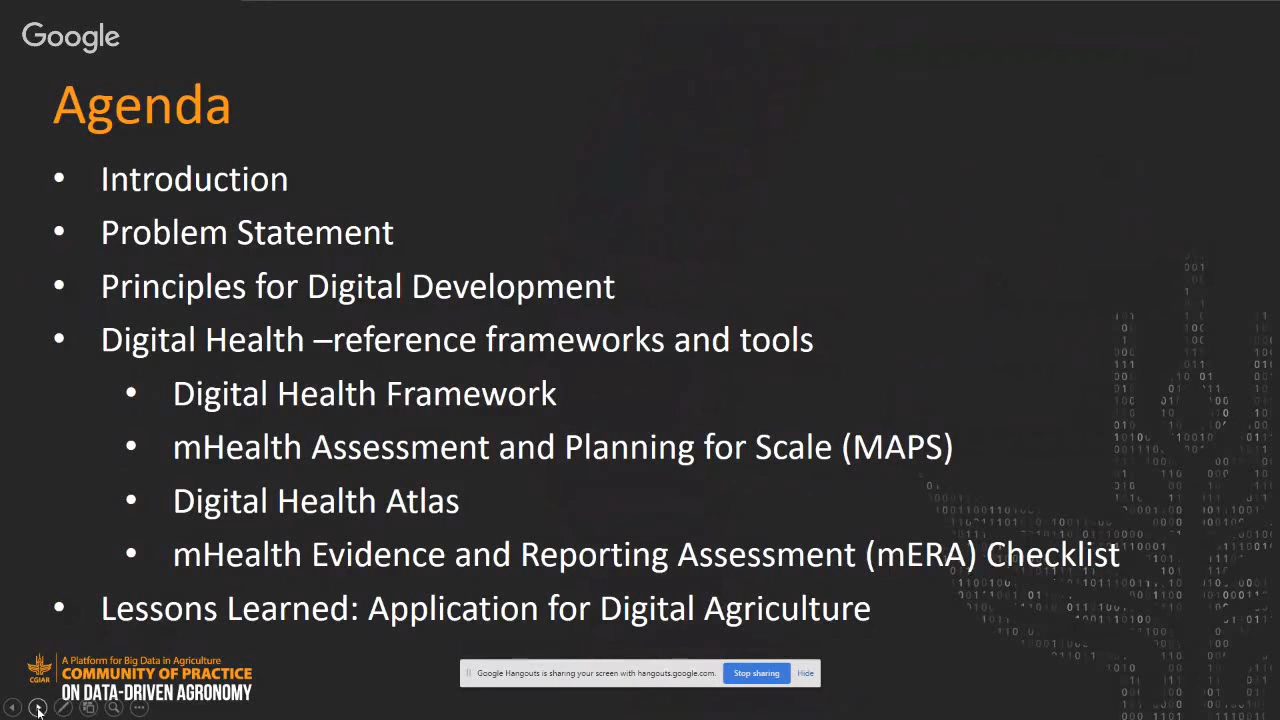 Google
Agenda
• Introduction
• Problem Statement
• Principles for Digital Development
• Digital Health –reference frameworks and tools
• Digital Health Framework
• mHealth Assessment and Planning for Scale (MAPS)
• Digital Health Atlas
• mHealth Evidence and Reporting Assessment (mERA) Checklist
• Lessons Learned: Application for Digital Agriculture
A Platform for Big Data in Agriculture
COMMUNITY OF PRACTICE
CGIAR
ON DATA-DRIVEN AGRONOMY
Google Hangouts is sharing your screen with hangouts.google.com. Stop sharing Hide